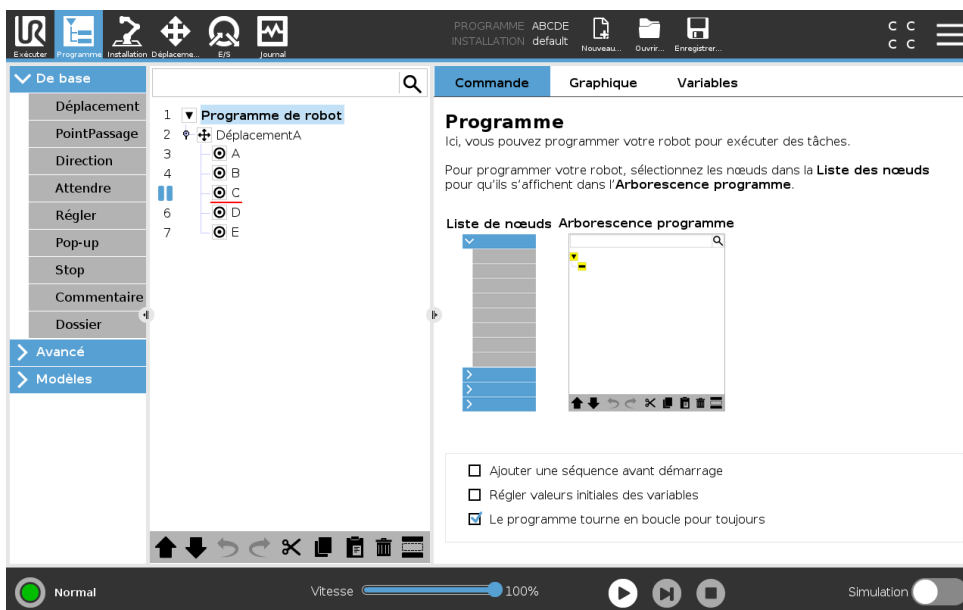 PROGRAMME ABCDE
INSTALLATION default
C C
C C
Exécuter
Programme
Installation
Déplaceme...
E/S
Journal
Nouveau...
Ouvrir...
Enregistrer...
De base
Déplacement
PointPassage
Direction
Attendre
Régler
Pop-up
Stop
Commentaire
Dossier
Avancé
Modèles
1 Programme de robot
2 DéplacementA
3 A
4 B
C
6 D
7 E
Commande
Graphique
Variables
Programme
Ici, vous pouvez programmer votre robot pour exécuter des tâches.
Pour programmer votre robot, sélectionnez les nœuds dans la Liste des nœuds
pour qu'ils s'affichent dans l'Arborescence programme.
Liste de nœuds Arborescence programme
Ajouter une séquence avant démarrage
Régler valeurs initiales des variables
Le programme tourne en boucle pour toujours
Normal
Vitesse
100%
Simulation